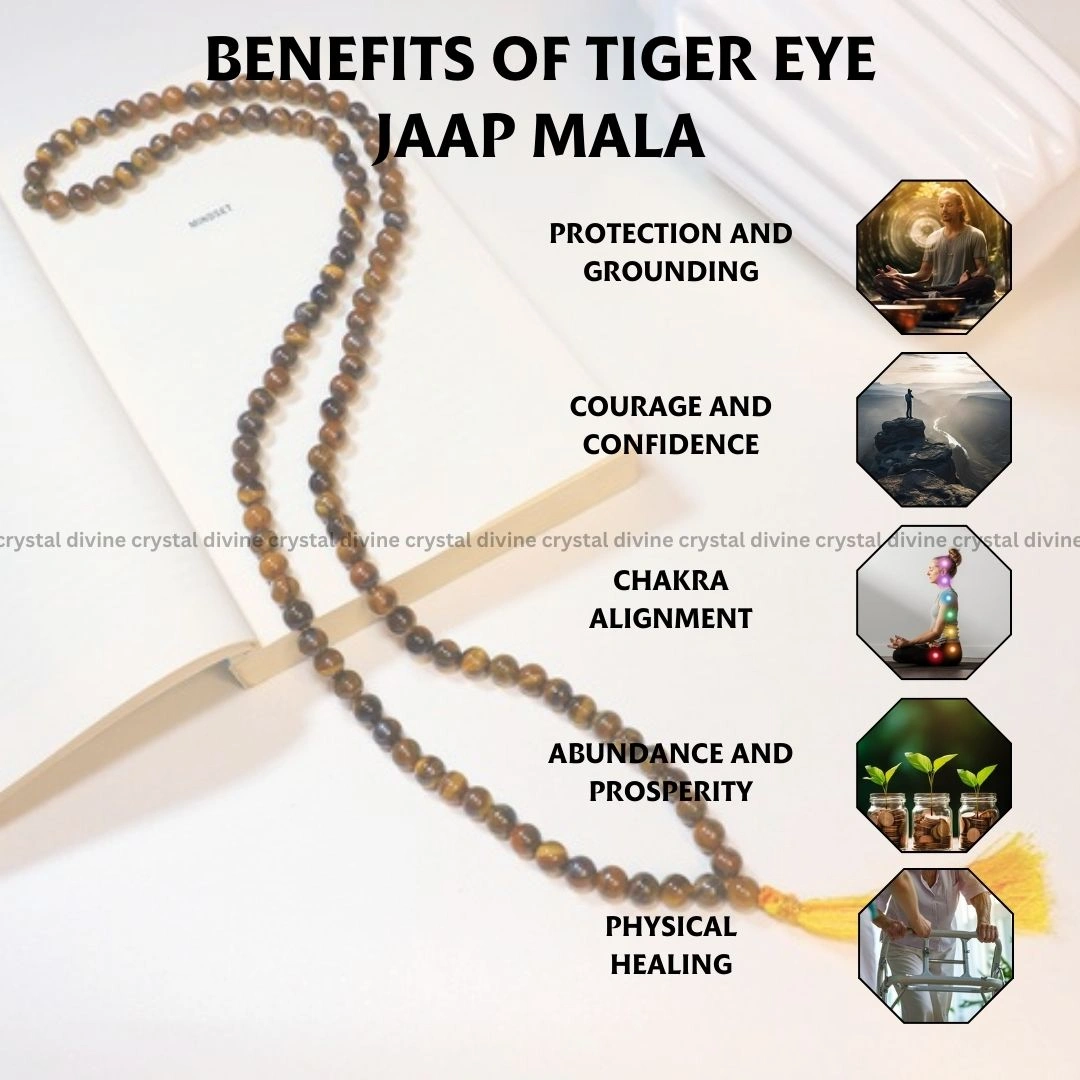 BENEFITS OF TIGER EYE
JAAP MALA
MINDSET
PROTECTION AND
GROUNDING
COURAGE AND
CONFIDENCE
crystal divine crystal divine crystal divine crystal divine crystal divine crystal divine crystal divine crystal divine
CHAKRA
ALIGNMENT
ABUNDANCE AND
PROSPERITY
PHYSICAL
HEALING